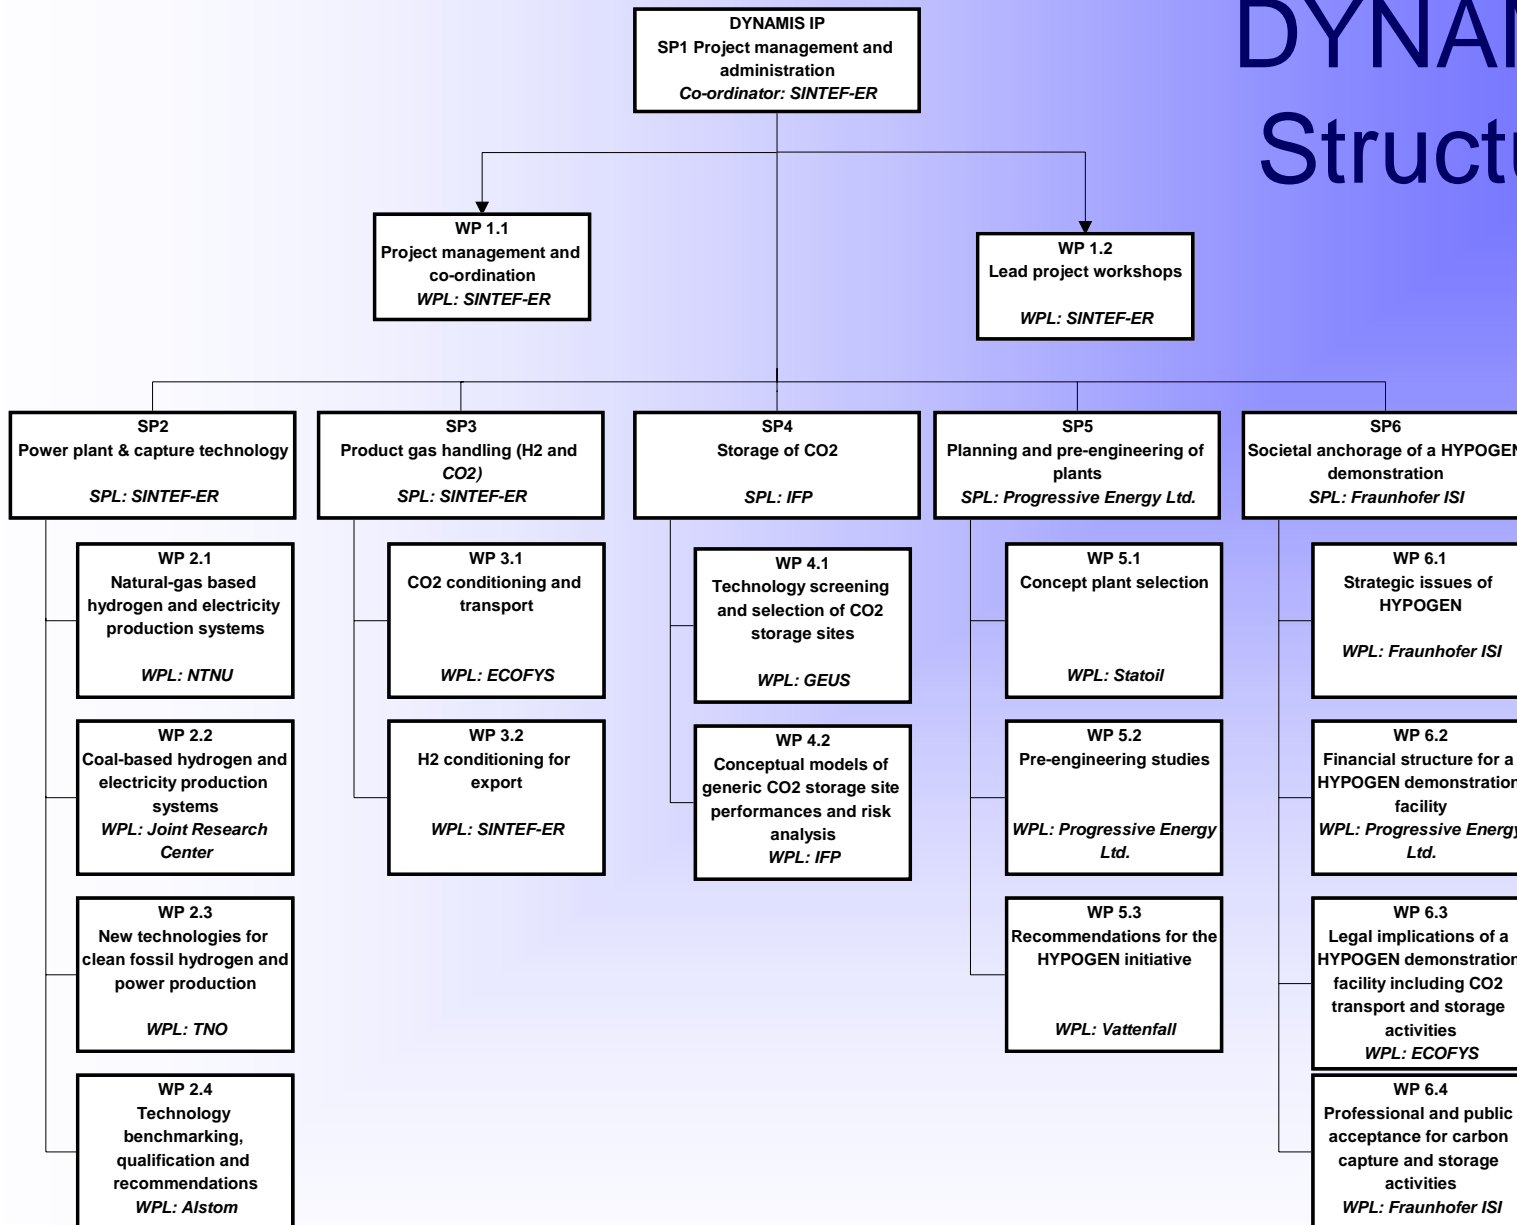 DYNAM
Structu
DYNAMIS IP
SP1 Project management and
administration
Co-ordinator: SINTEF-ER
WP 1.1
Project management and
co-ordination
WPL: SINTEF-ER
WP 1.2
Lead project workshops
WPL: SINTEF-ER
SP2
Power plant & capture technology
SPL: SINTEF-ER
SP3
Product gas handling (H2 and
CO2)
SPL: SINTEF-ER
SP4
Storage of CO2
SPL: IFP
SP5
Planning and pre-engineering of
plants
SPL: Progressive Energy Ltd.
SP6
Societal anchorage of a HYPOGEN
demonstration
SPL: Fraunhofer ISI
WP 2.1
Natural-gas based
hydrogen and electricity
production systems
WPL: NTNU
WP 2.2
Coal-based hydrogen and
electricity production
systems
WPL: Joint Research
Center
WP 2.3
New technologies for
clean fossil hydrogen and
power production
WPL: TNO
WP 2.4
Technology
benchmarking,
qualification and
recommendations
WPL: Alstom
WP 3.1
CO2 conditioning and
transport
WPL: ECOFYS
WP 3.2
H2 conditioning for
export
WPL: SINTEF-ER
WP 4.1
Technology screening
and selection of CO2
storage sites
WPL: GEUS
WP 4.2
Conceptual models of
generic CO2 storage site
performances and risk
analysis
WPL: IFP
WP 5.1
Concept plant selection
WPL: Statoil
WP 5.2
Pre-engineering studies
WPL: Progressive Energy
Ltd.
WP 5.3
Recommendations for the
HYPOGEN initiative
WPL: Vattenfall
WP 6.1
Strategic issues of
HYPOGEN
WPL: Fraunhofer ISI
WP 6.2
Financial structure for a
HYPOGEN demonstration
facility
WPL: Progressive Energy
Ltd.
WP 6.3
Legal implications of a
HYPOGEN demonstration
facility including CO2
transport and storage
activities
WPL: ECOFYS
WP 6.4
Professional and public
acceptance for carbon
capture and storage
activities
WPL: Fraunhofer ISI